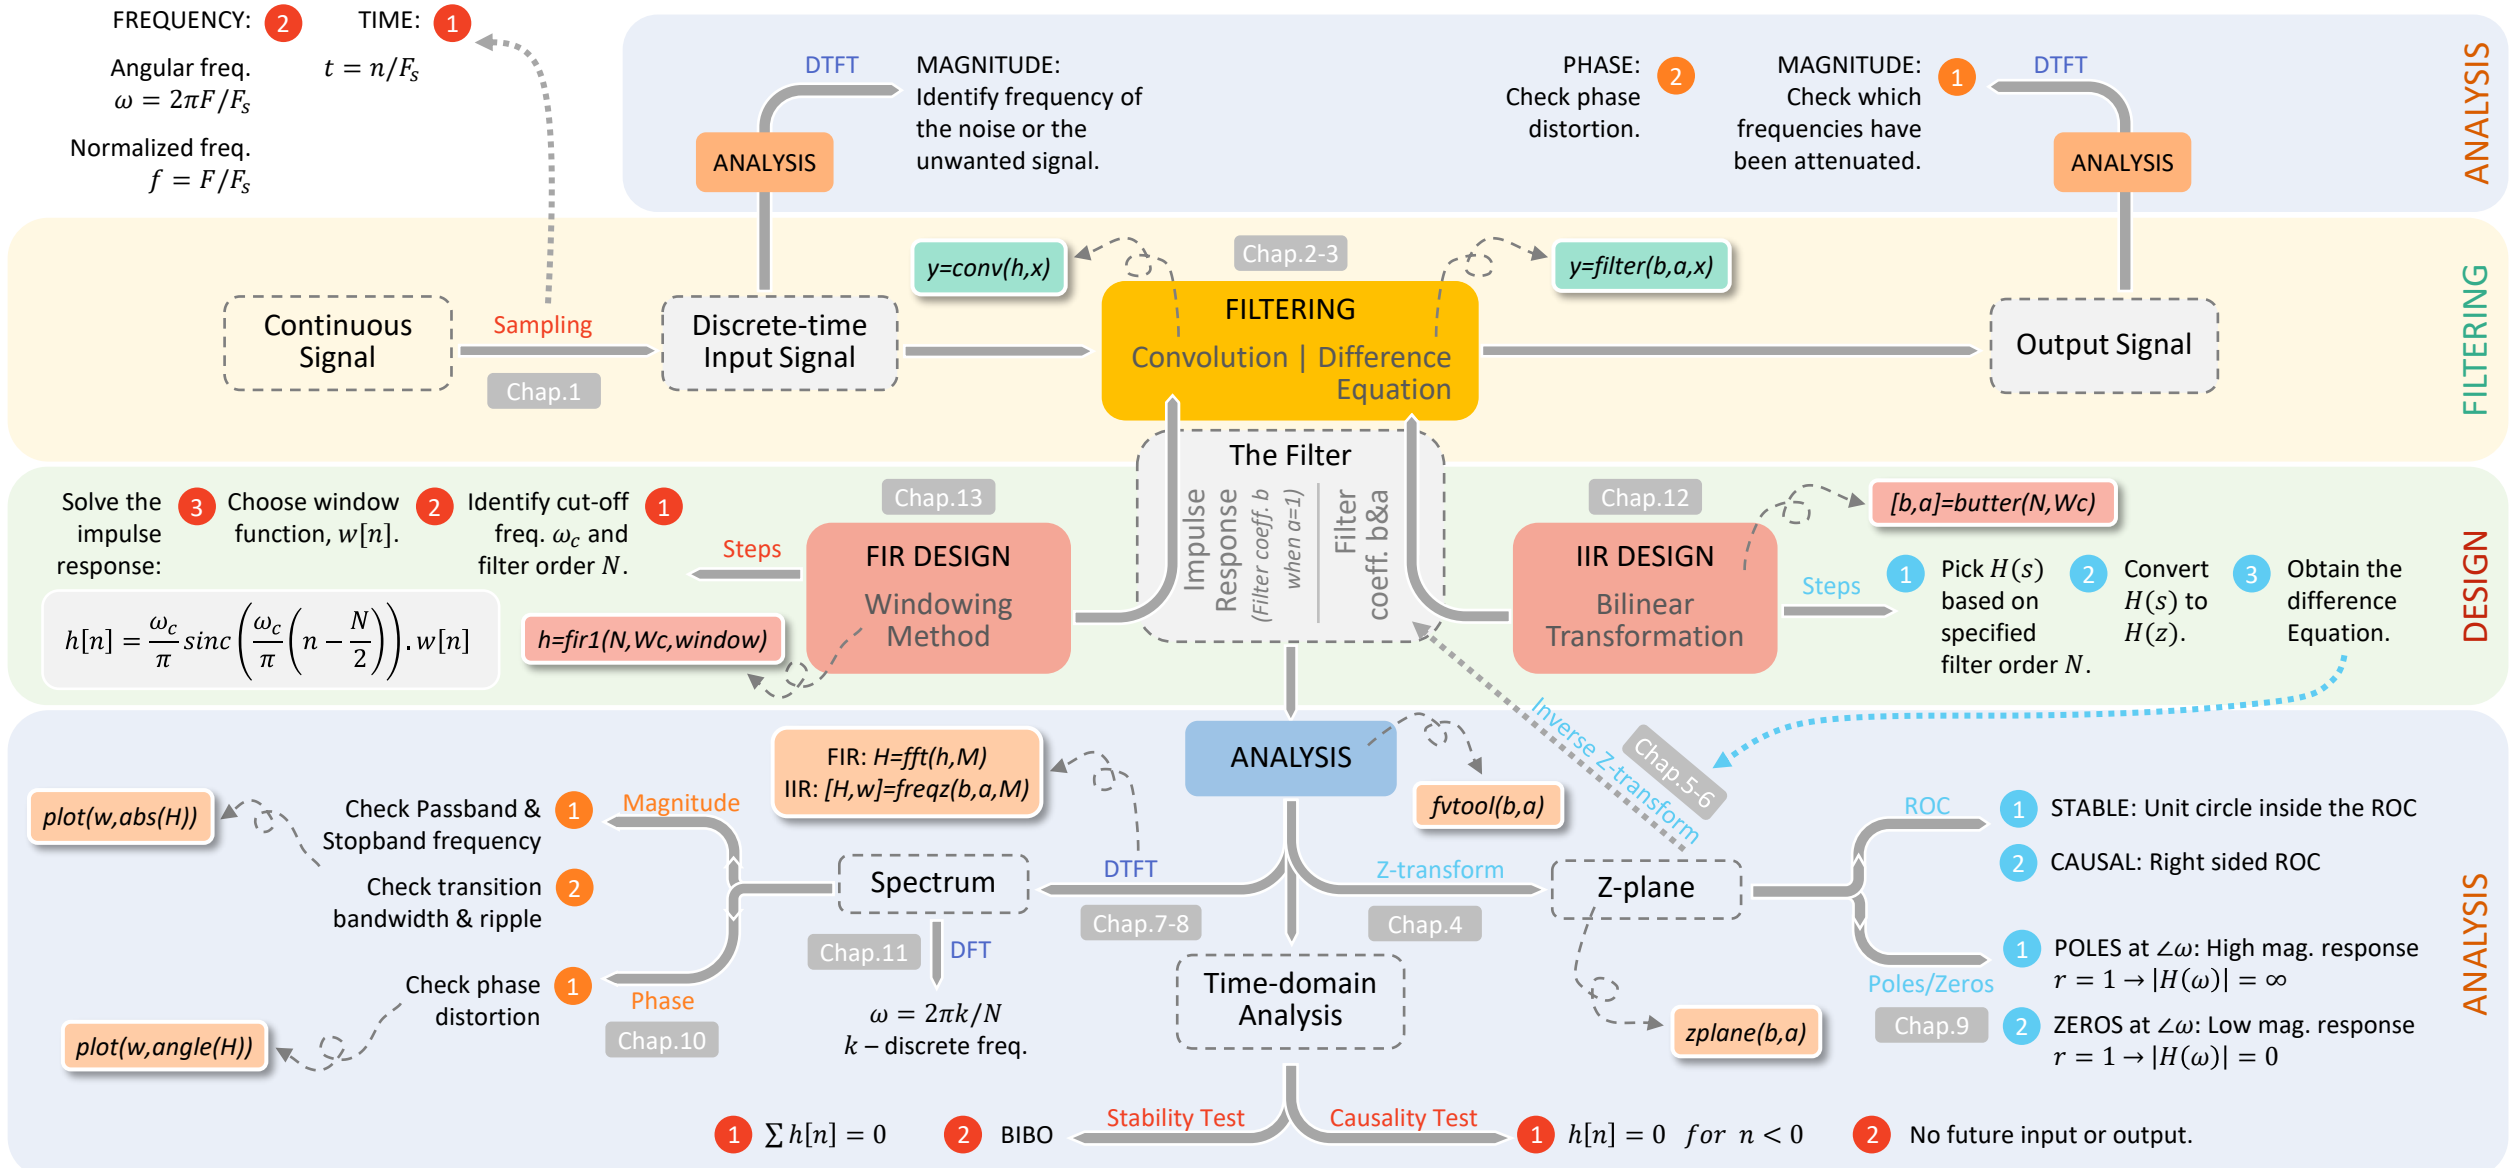 FREQUENCY: 2
Angular freq.
ω = 2πF/Fₛ
Normalized freq.
f = F/Fₛ
TIME: 1
t = n/Fₛ
DTFT
ANALYSIS
MAGNITUDE:
Identify frequency of
the noise or the
unwanted signal.
PHASE: 2
Check phase
distortion.
MAGNITUDE: 1
Check which
frequencies have
been attenuated.
DTFT
ANALYSIS
ANALYSIS
Continuous
Signal
Sampling
Chap.1
Discrete-time
Input Signal
y=conv(h,x)
Chap.2-3
y=filter(b,a,x)
FILTERING
Convolution | Difference
Equation
Output Signal
FILTERING
The Filter
Impulse
Response
(Filter coeff. b
when a=1)
Filter
coeff. b&a
Solve the 3
impulse
response:
Choose window 2
function, w[n].
Identify cut-off 1
freq. ω_c and
filter order N.
h[n] = ω_c/π sinc(ω_c/π (n − N/2)). w[n]
Steps
Chap.13
FIR DESIGN
Windowing
Method
h=fir1(N,Wc,window)
Chap.12
IIR DESIGN
Bilinear
Transformation
[b,a]=butter(N,Wc)
Steps
1 Pick H(s)
based on
specified
filter order N.
2 Convert
H(s) to
H(z).
3 Obtain the
difference
Equation.
DESIGN
Inverse Z-transform
Chap.5-6
ANALYSIS
fvtool(b,a)
FIR: H=fft(h,M)
IIR: [H,w]=freqz(b,a,M)
plot(w,abs(H))
Check Passband & 1
Stopband frequency
Check transition 2
bandwidth & ripple
Magnitude
Check phase 1
distortion
Phase
Chap.10
plot(w,angle(H))
Spectrum
DTFT
Chap.7-8
Chap.11
DFT
ω = 2πk/N
k – discrete freq.
Z-transform
Chap.4
Z-plane
zplane(b,a)
ROC
1 STABLE: Unit circle inside the ROC
2 CAUSAL: Right sided ROC
Poles/Zeros
Chap.9
1 POLES at ∠ω: High mag. response
r = 1 → |H(ω)| = ∞
2 ZEROS at ∠ω: Low mag. response
r = 1 → |H(ω)| = 0
ANALYSIS
Time-domain
Analysis
Stability Test
1 ∑ h[n] = 0
2 BIBO
Causality Test
1 h[n] = 0 for n < 0
2 No future input or output.